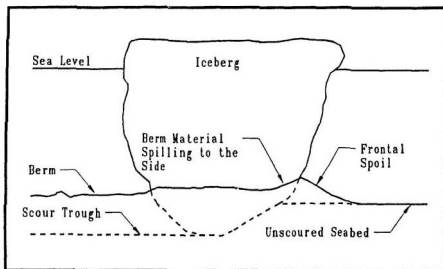 Sea Level
Iceberg
Berm Material
Spilling to the
Side
Frontal
Spoil
Berm
Scour Trough
Unscoured Seabed